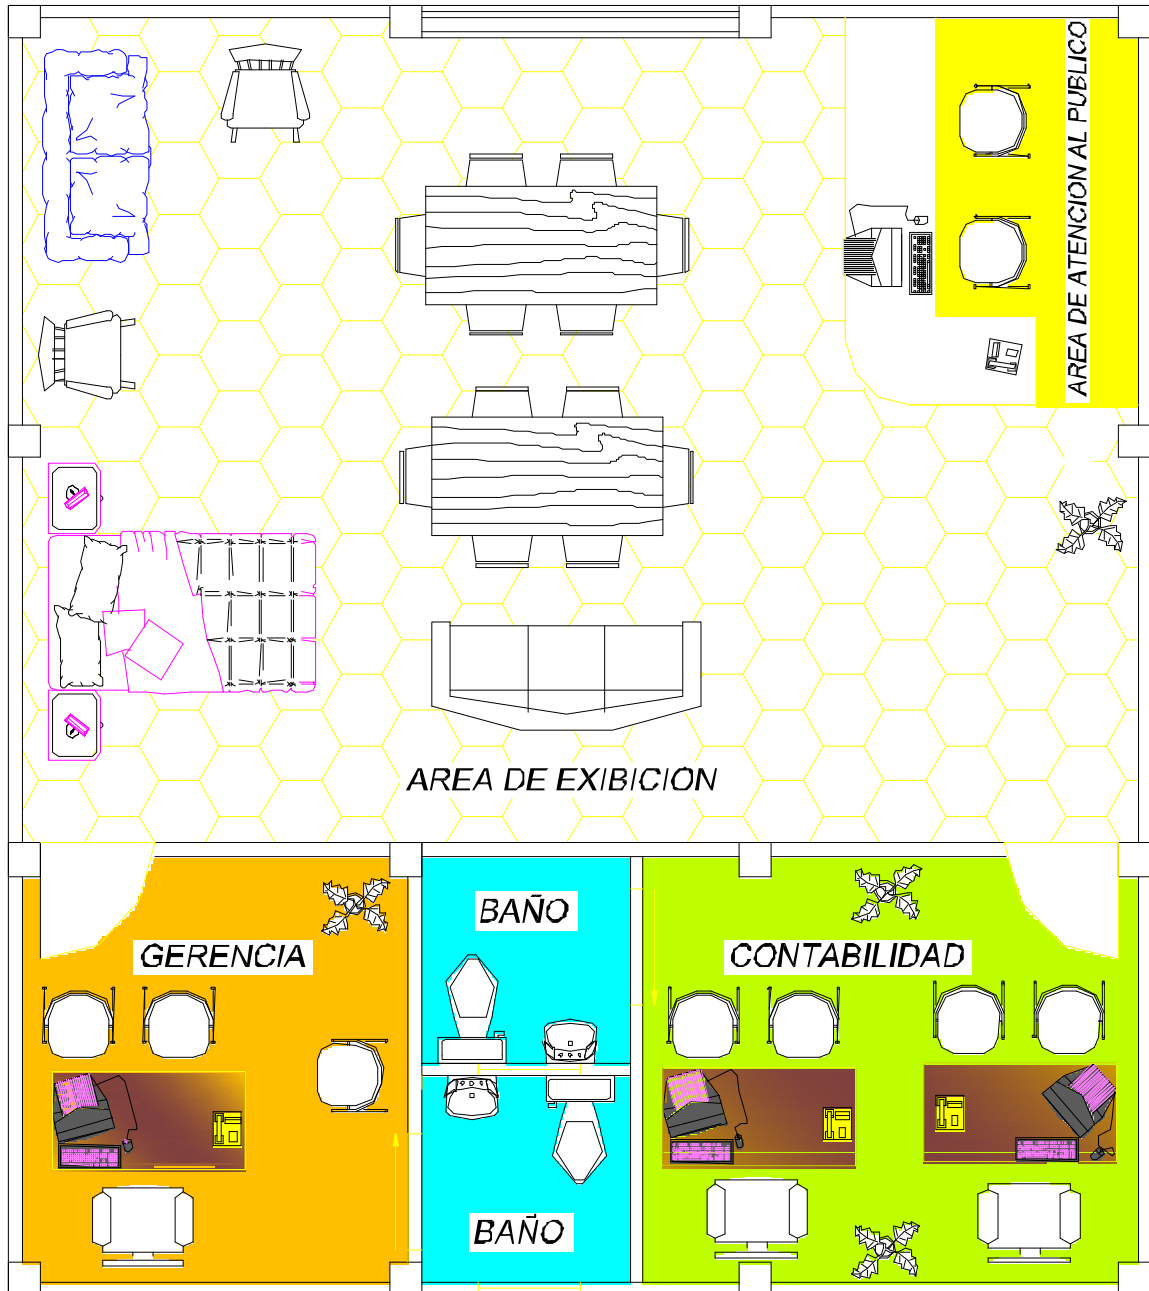 AREA DE ATENCION AL PUBLICO
AREA DE EXIBICION
BAÑO
GERENCIA
CONTABILIDAD
BAÑO